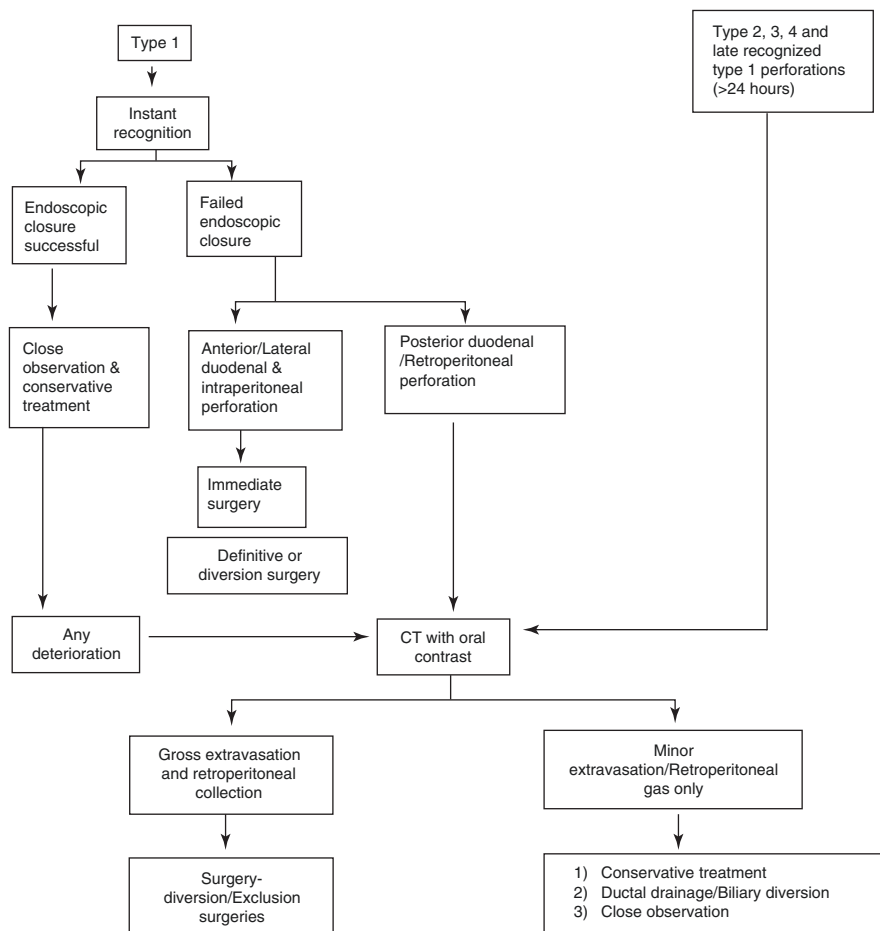 Type 1
Type 2, 3, 4 and
late recognized
type 1 perforations
(>24 hours)
Instant
recognition
Endoscopic
closure
successful
Failed
endoscopic
closure
Close
observation &
conservative
treatment
Anterior/Lateral
duodenal &
intraperitoneal
perforation
Posterior duodenal
/Retroperitoneal
perforation
Immediate
surgery
Definitive or
diversion surgery
Any
deterioration
CT with oral
contrast
Gross extravasation
and retroperitoneal
collection
Minor
extravasation/Retroperitoneal
gas only
Surgery-
diversion/Exclusion
surgeries
1) Conservative treatment
2) Ductal drainage/Biliary diversion
3) Close observation